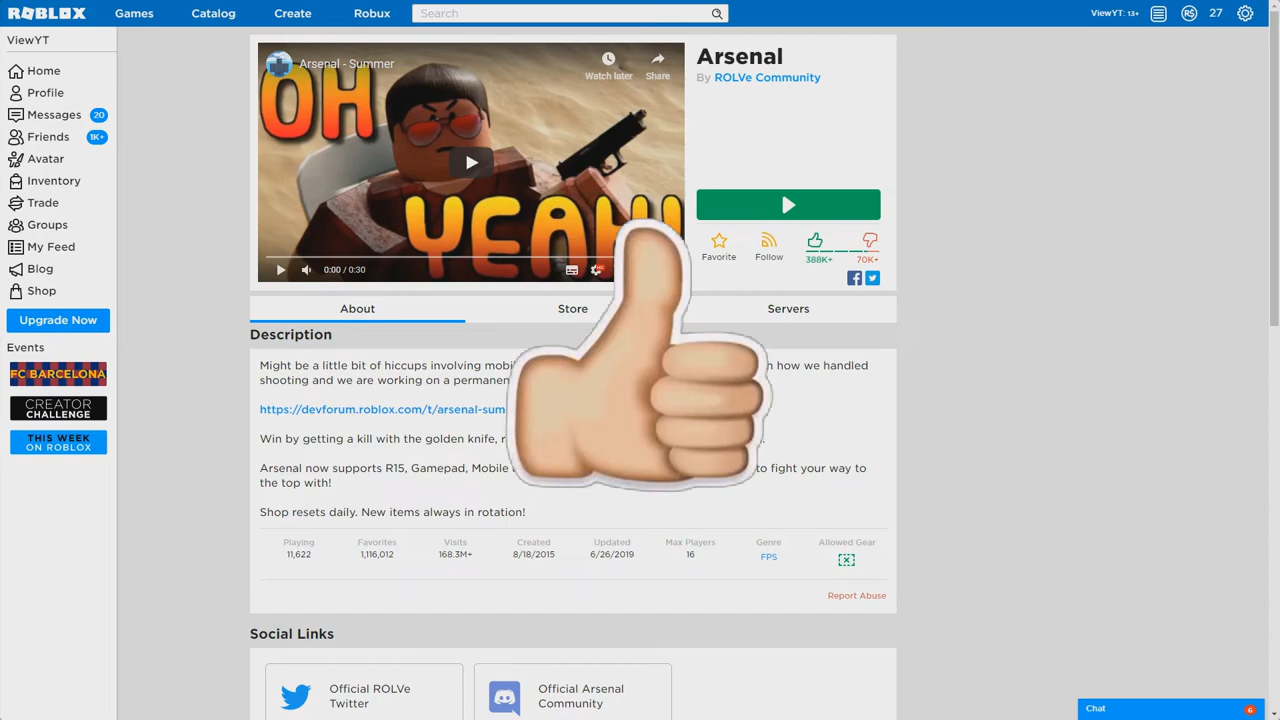 ROBLOX
Games
Catalog
Create
Robux
Search
ViewYT: 13+
27
ViewYT
Home
Profile
Messages 20
Friends 1K+
Avatar
Inventory
Trade
Groups
My Feed
Blog
Shop
Upgrade Now
Events
FC BARCELONA
CREATOR
CHALLENGE
THIS WEEK
ON ROBLOX
Arsenal - Summer
Watch later
Share
OH
YEAH!
0:00 / 0:30
HD
Arsenal
By ROLVe Community
Favorite
Follow
388K+
70K+
About
Store
Servers
Description
Might be a little bit of hiccups involving how we handled
shooting and we are working on a permanen
https://devforum.roblox.com/t/arsenal-sum
Win by getting a kill with the golden knife,
Arsenal now supports R15, Gamepad, Mobile to fight your way to
the top with!
Shop resets daily. New items always in rotation!
Playing
11,622
Favorites
1,116,012
Visits
168.3M+
Created
8/18/2015
Updated
6/26/2019
Max Players
16
Genre
FPS
Allowed Gear
Report Abuse
Social Links
Official ROLVe
Twitter
Official Arsenal
Community
Chat
6